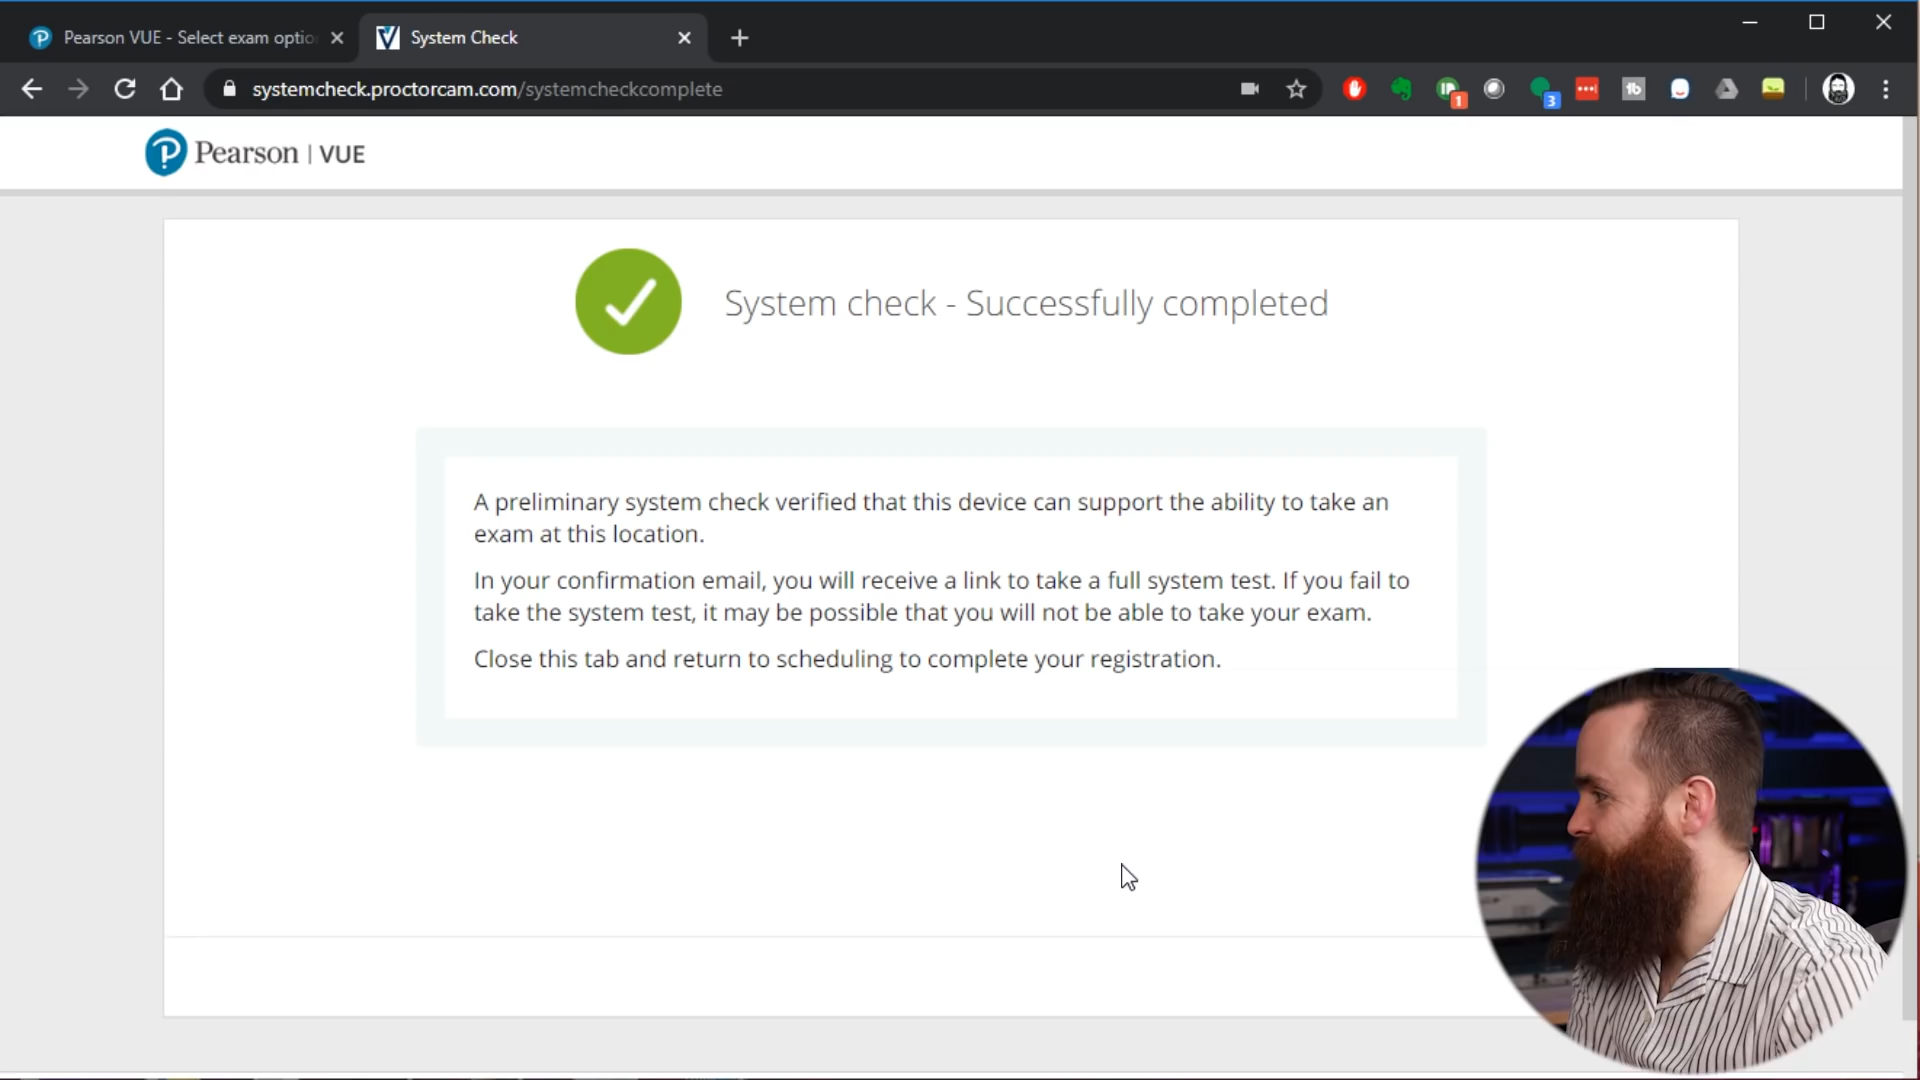 Pearson VUE - Select exam optio
System Check
systemcheck.proctorcam.com/systemcheckcomplete
1
3
Pearson | VUE
System check - Successfully completed
A preliminary system check verified that this device can support the ability to take an
exam at this location.
In your confirmation email, you will receive a link to take a full system test. If you fail to
take the system test, it may be possible that you will not be able to take your exam.
Close this tab and return to scheduling to complete your registration.